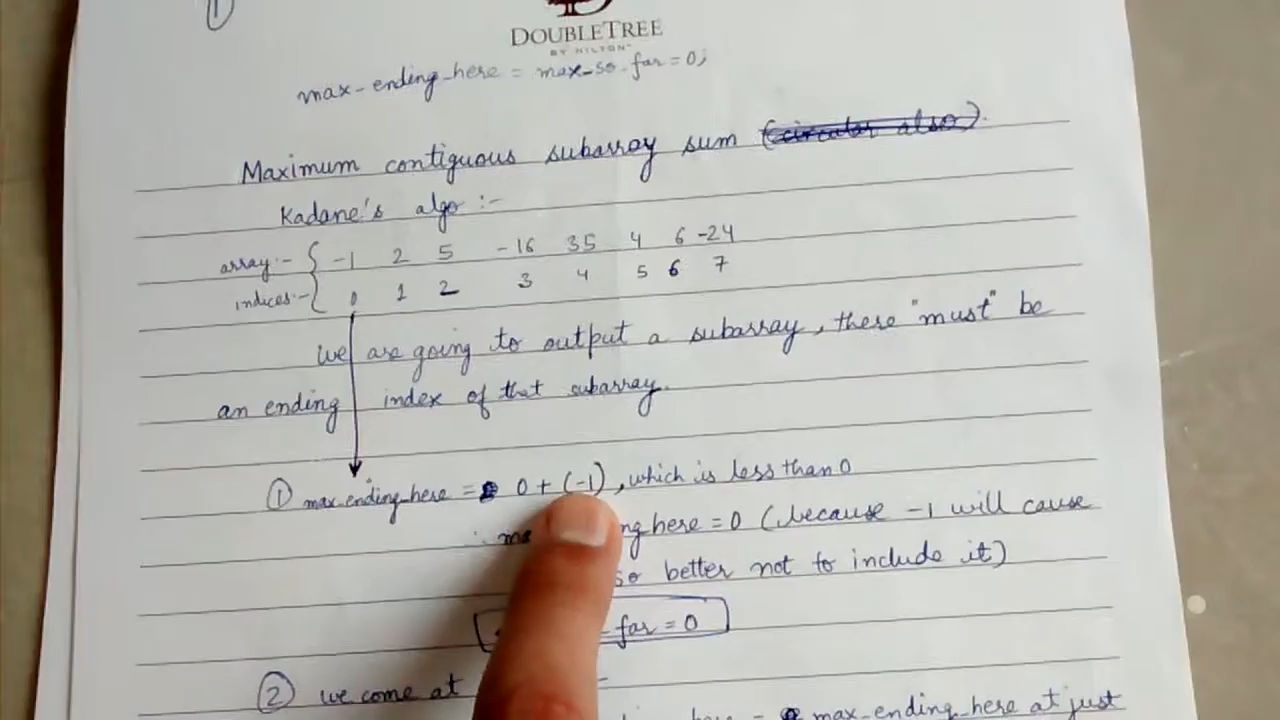 1
DOUBLETREE
BY HILTON
max-ending-here = max-so-far = 0;
Maximum contiguous subarray sum (circular also).
Kadane's algo :-
array:- { -1 2 5 -16 35 4 6 -24
indices:- { 0 1 2 3 4 5 6 7
we are going to output a subarray, there "must" be
an ending index of that subarray.
① max-ending-here = 0 + (-1), which is less than 0
ng here = 0 (because -1 will cause
so better not to include it)
far = 0
② we come at
here = max-ending-here at just